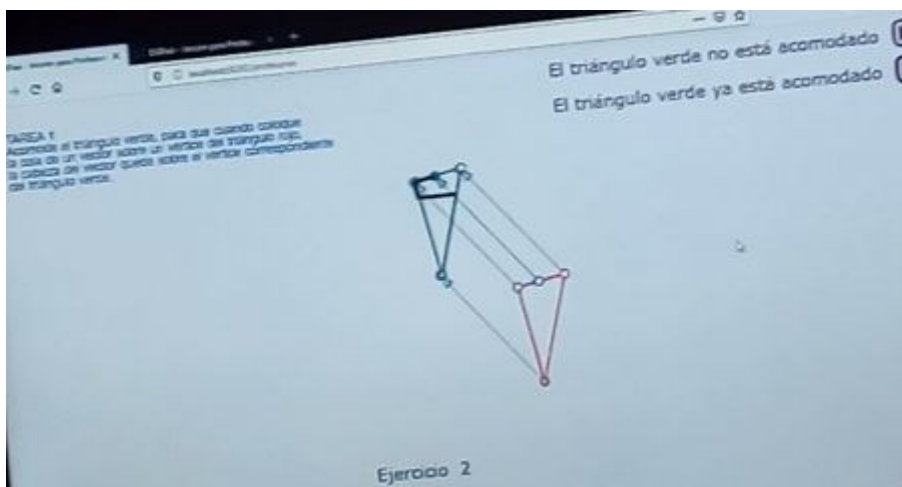 El triángulo verde no está acomodado
El triángulo verde ya está acomodado
TAREA 1
Acomoda el triángulo verde, para que cuando coloque
la cola de un vector sobre un vértice del triángulo rojo,
la cabeza del vector quede sobre el vértice correspondiente
del triángulo verde.
Ejercicio 2